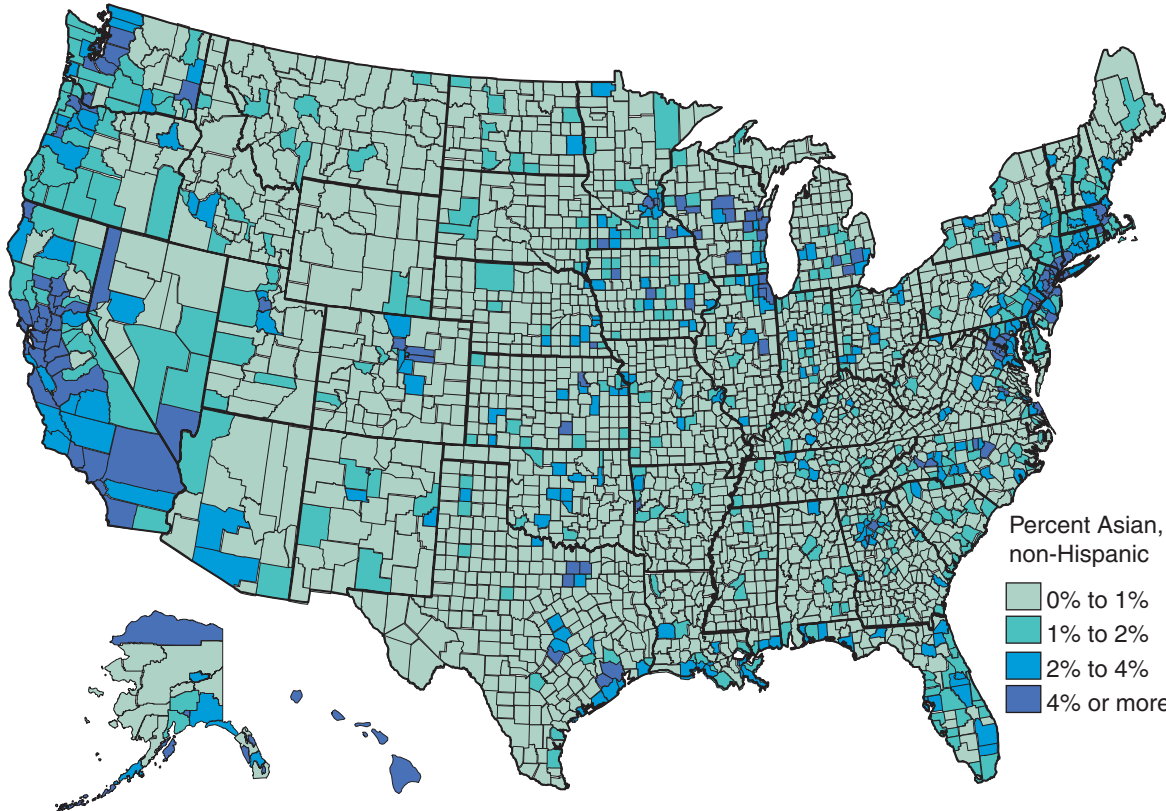 Percent Asian,
non-Hispanic
0% to 1%
1% to 2%
2% to 4%
4% or more